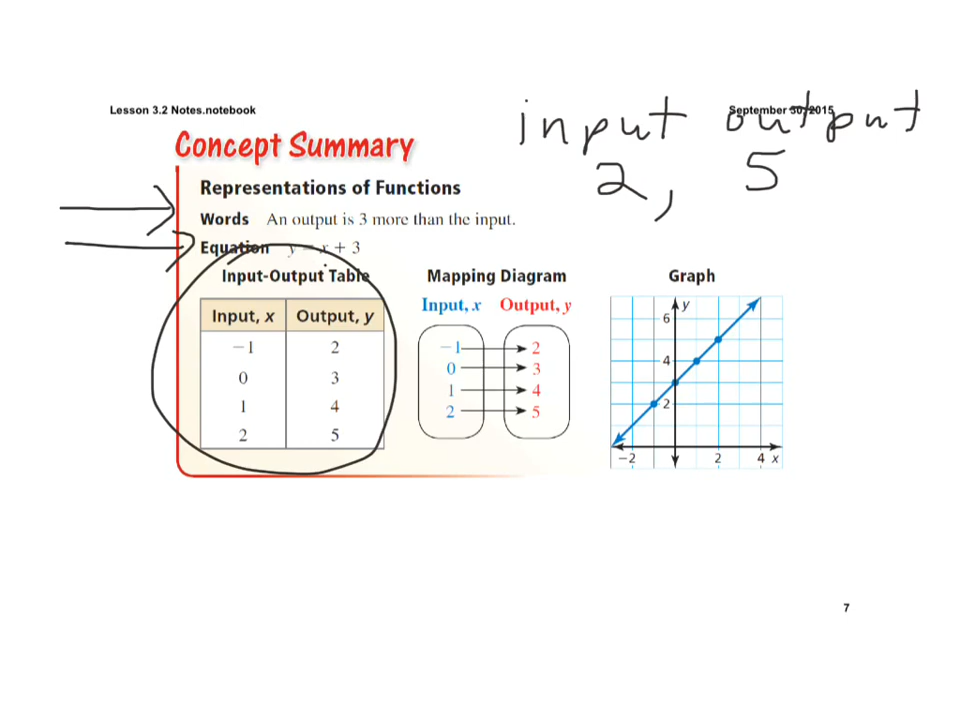 Lesson 3.2 Notes.notebook
September 30, 2015
input output
2, 5
Concept Summary
Representations of Functions
Words An output is 3 more than the input.
Equation y = x + 3
Input-Output Table
Input, x Output, y
−1 2
0 3
1 4
2 5
Mapping Diagram
Input, x Output, y
−1 2
0 3
1 4
2 5
Graph
y
6
4
2
−2 2 4 x
7